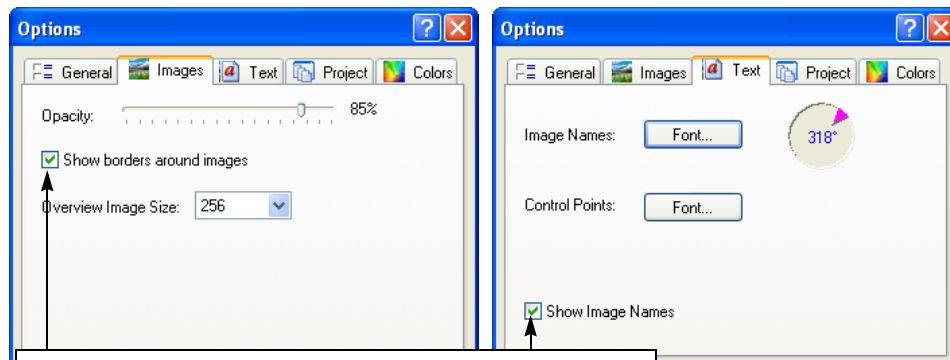 Options
General Images Text Project Colors
Opacity: 85%
Show borders around images
Overview Image Size: 256
Options
General Images Text Project Colors
Image Names: Font... 318°
Control Points: Font...
Show Image Names